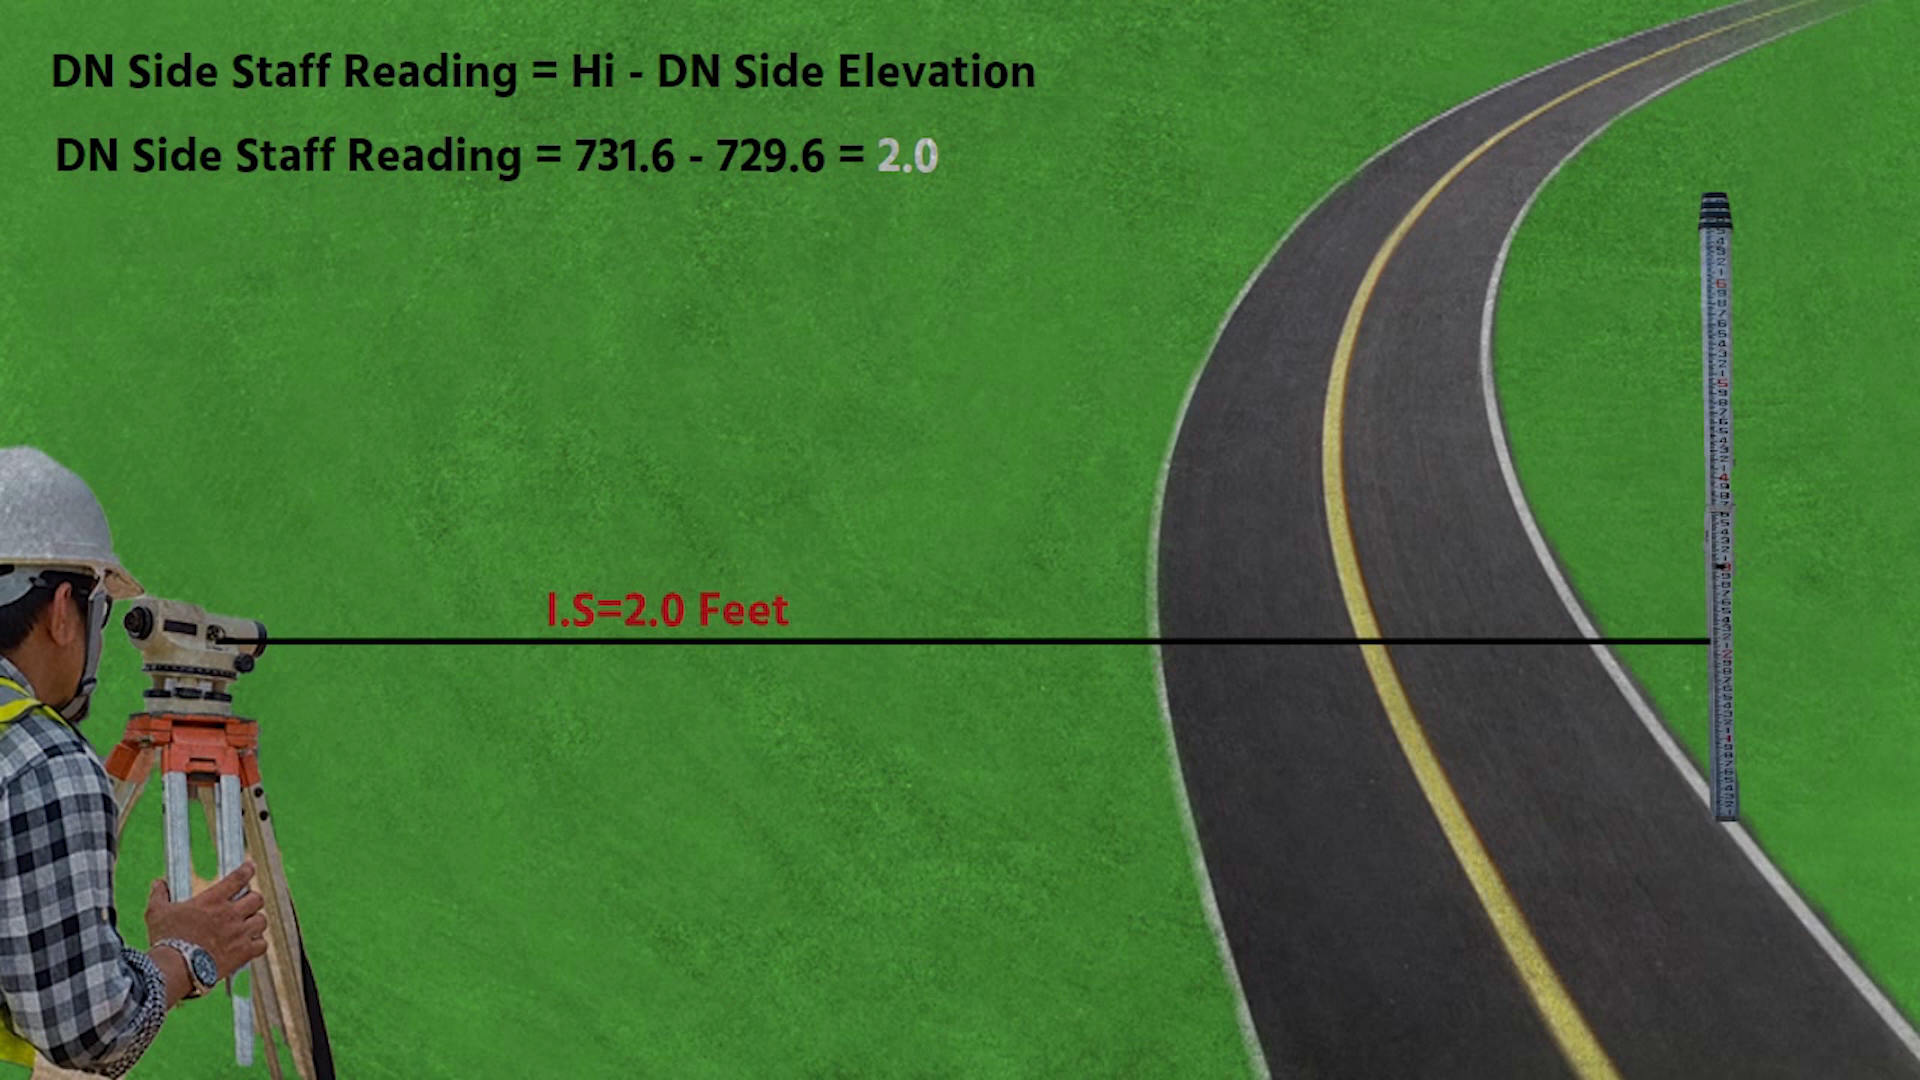 DN Side Staff Reading = Hi - DN Side Elevation
DN Side Staff Reading = 731.6 - 729.6 = 2.0
I.S=2.0 Feet